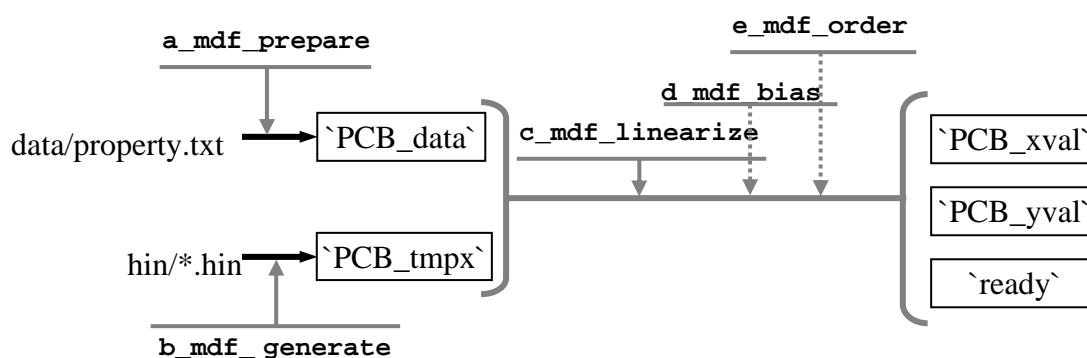 e_mdf_order
a_mdf_prepare
d_mdf_bias
`PCB_data`
c_mdf_linearize
`PCB_xval`
data/property.txt
`PCB_yval`
hin/*.hin
`PCB_tmpx`
`ready`
b_mdf_ generate